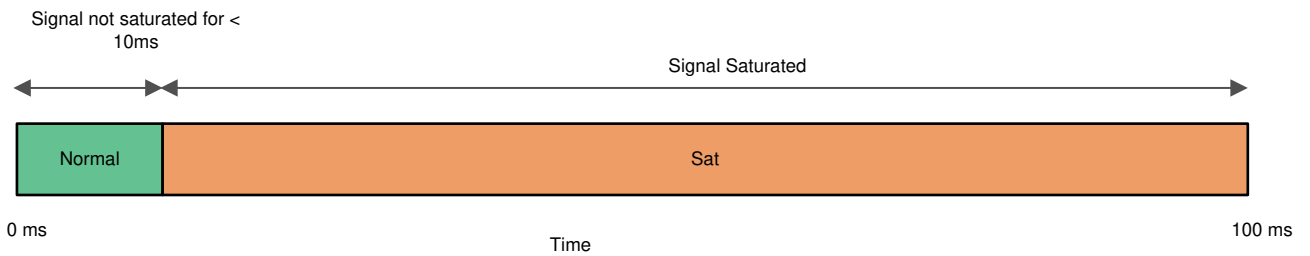 Signal not saturated for <
10ms
Signal Saturated
Normal
Sat
0 ms
100 ms
Time